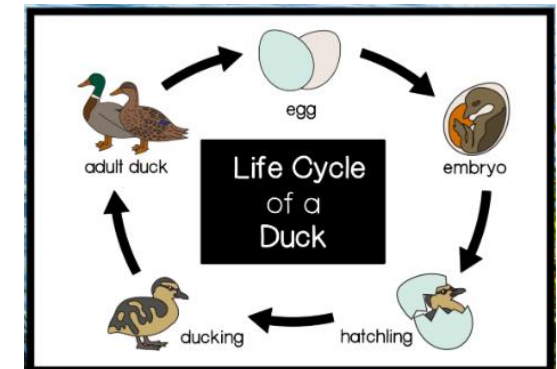 egg
adult duck
embryo
Life Cycle
of a
Duck
ducking
hatchling